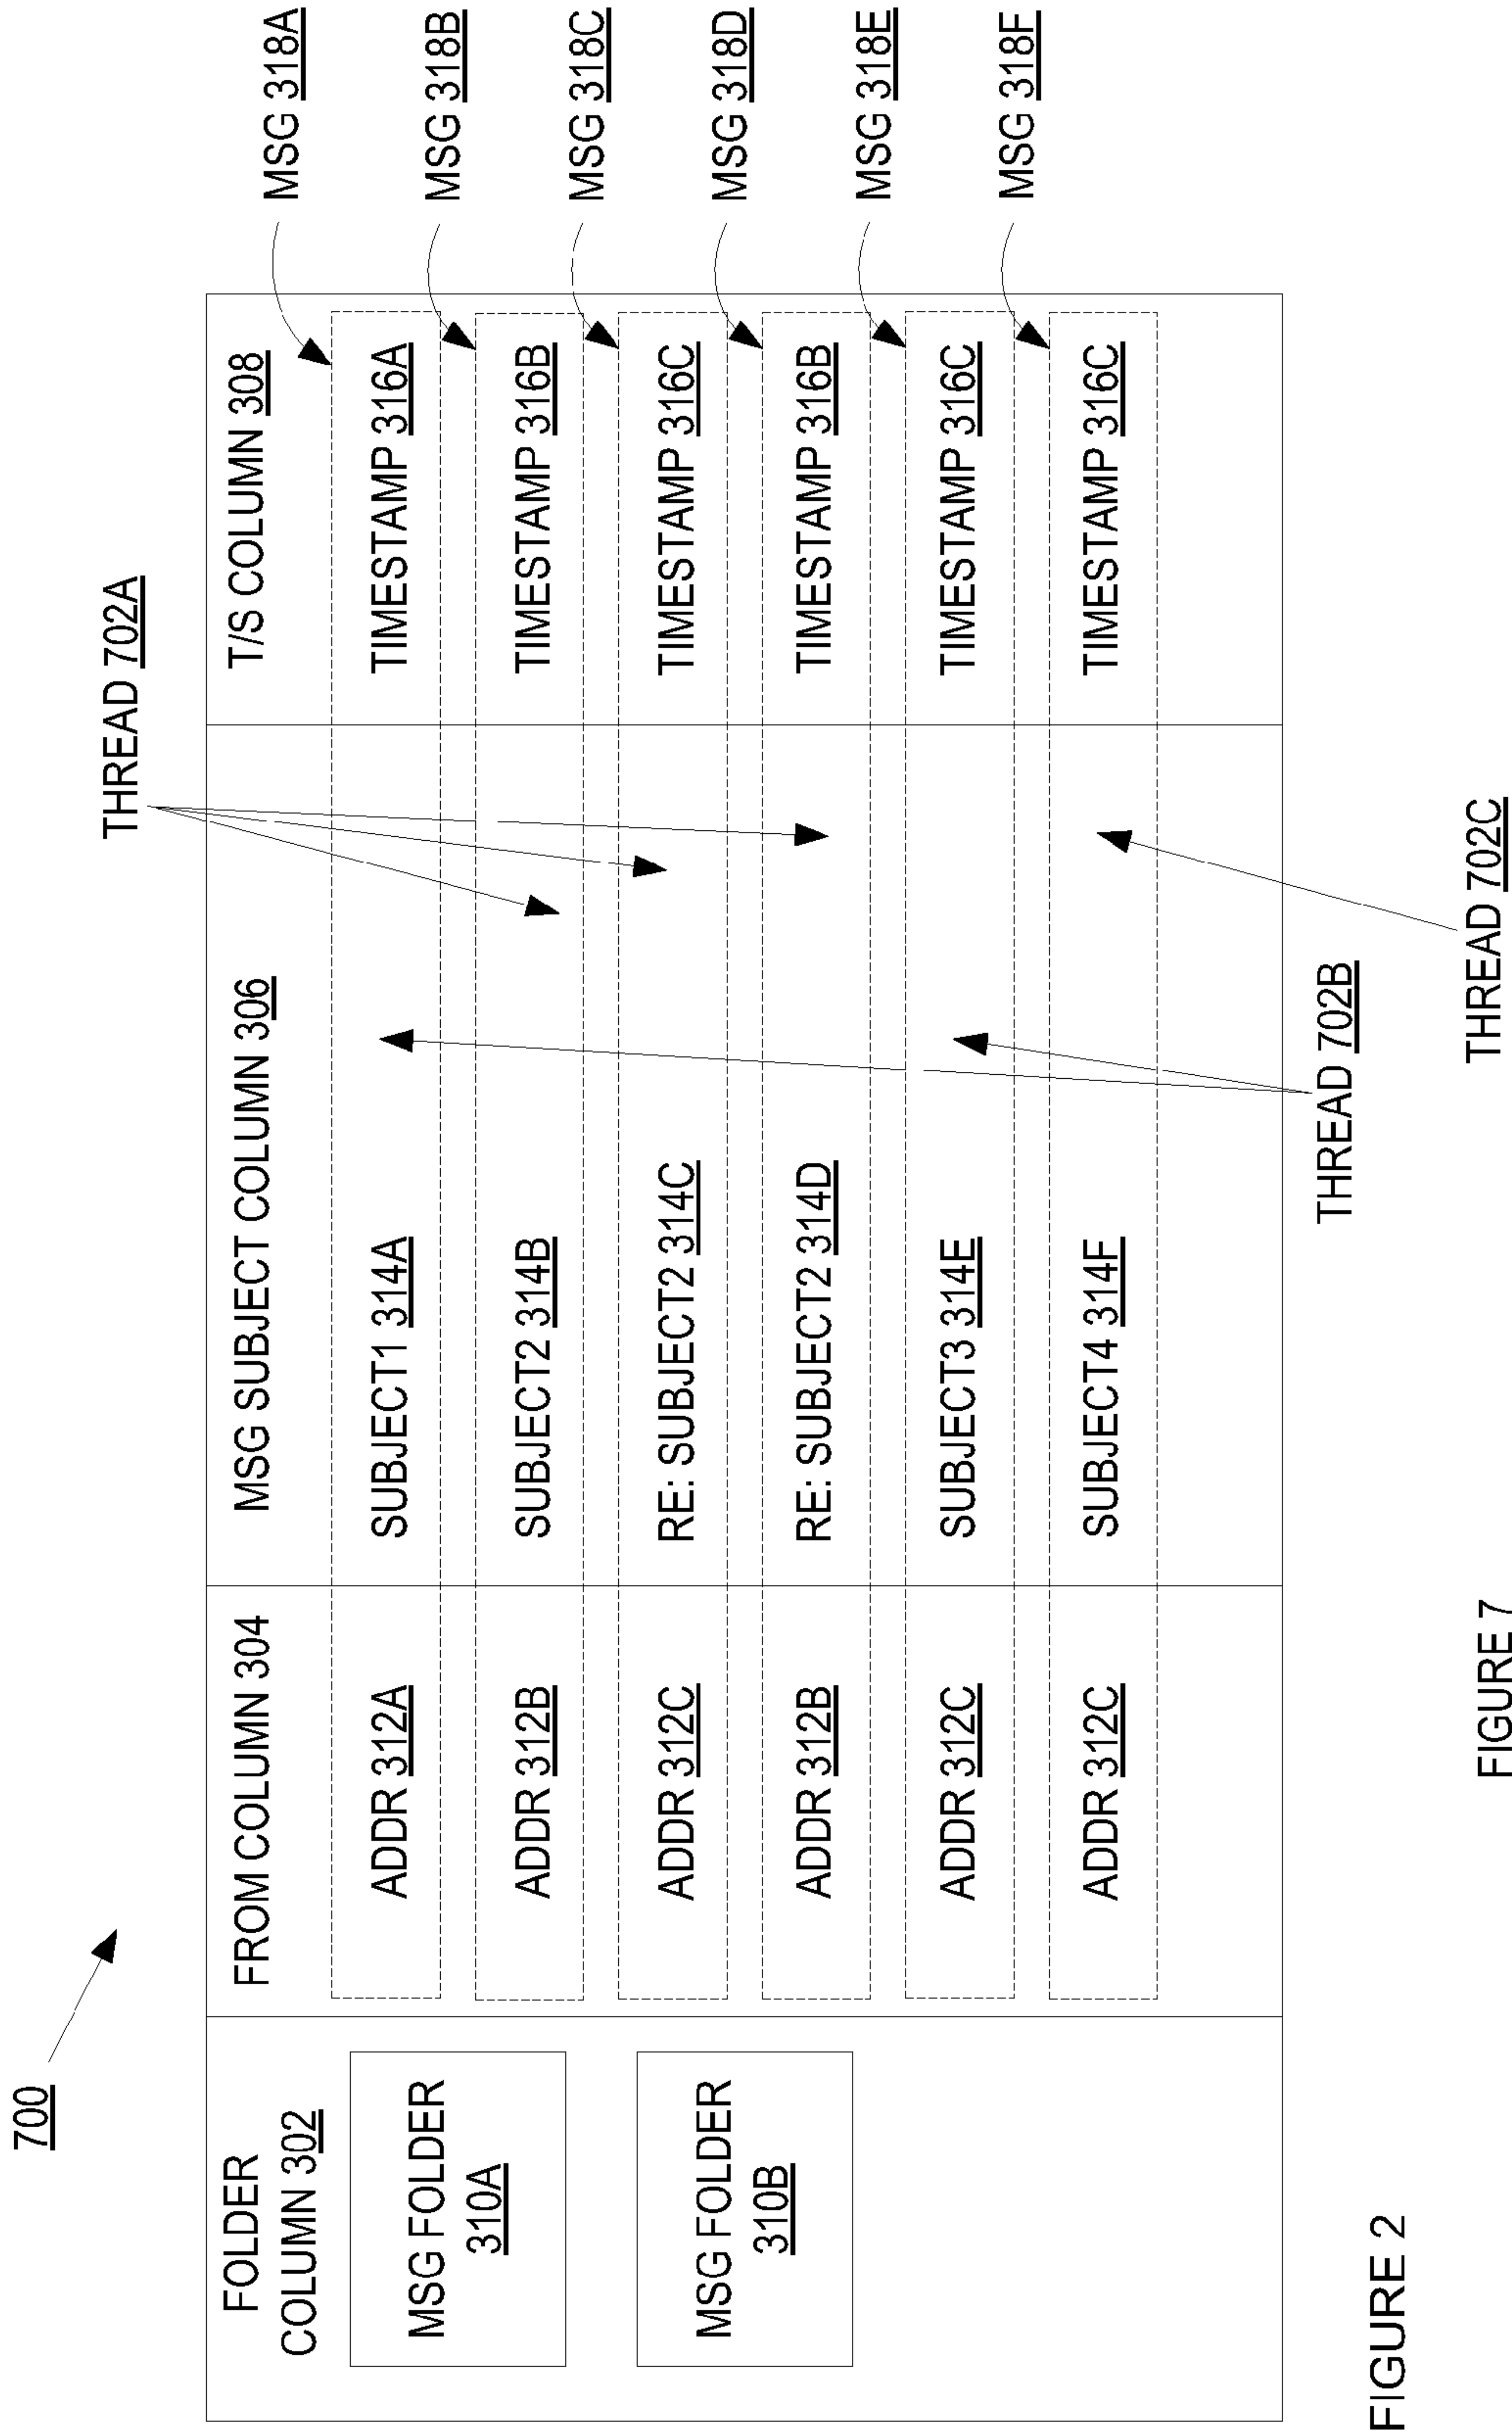 700
THREAD 702A
FOLDER
COLUMN 302
FROM COLUMN 304
MSG SUBJECT COLUMN 306
T/S COLUMN 308
MSG FOLDER
310A
MSG FOLDER
310B
ADDR 312A
SUBJECT1 314A
TIMESTAMP 316A
MSG 318A
ADDR 312B
SUBJECT2 314B
TIMESTAMP 316B
MSG 318B
ADDR 312C
RE: SUBJECT2 314C
TIMESTAMP 316C
MSG 318C
ADDR 312B
RE: SUBJECT2 314D
TIMESTAMP 316B
MSG 318D
ADDR 312C
SUBJECT3 314E
TIMESTAMP 316C
MSG 318E
ADDR 312C
SUBJECT4 314F
TIMESTAMP 316C
MSG 318F
THREAD 702B
THREAD 702C
FIGURE 2
FIGURE 7